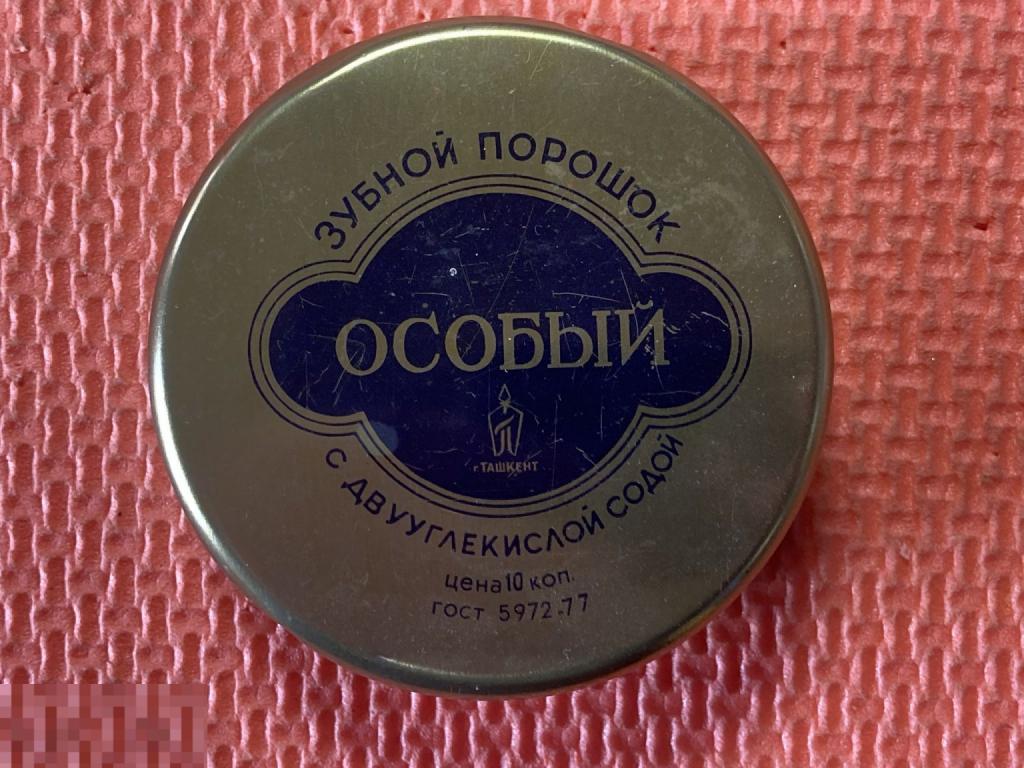 ЗУБНОЙ ПОРОШОК
ОСОБЫЙ
г. ТАШКЕНТ
С ДВУУГЛЕКИСЛОЙ СОДОЙ
цена 10 коп.
ГОСТ 5972-77